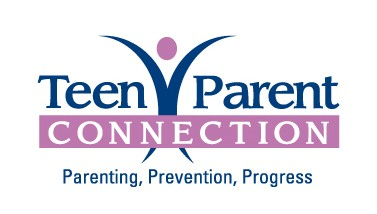 Teen Parent
CONNECTION
Parenting, Prevention, Progress